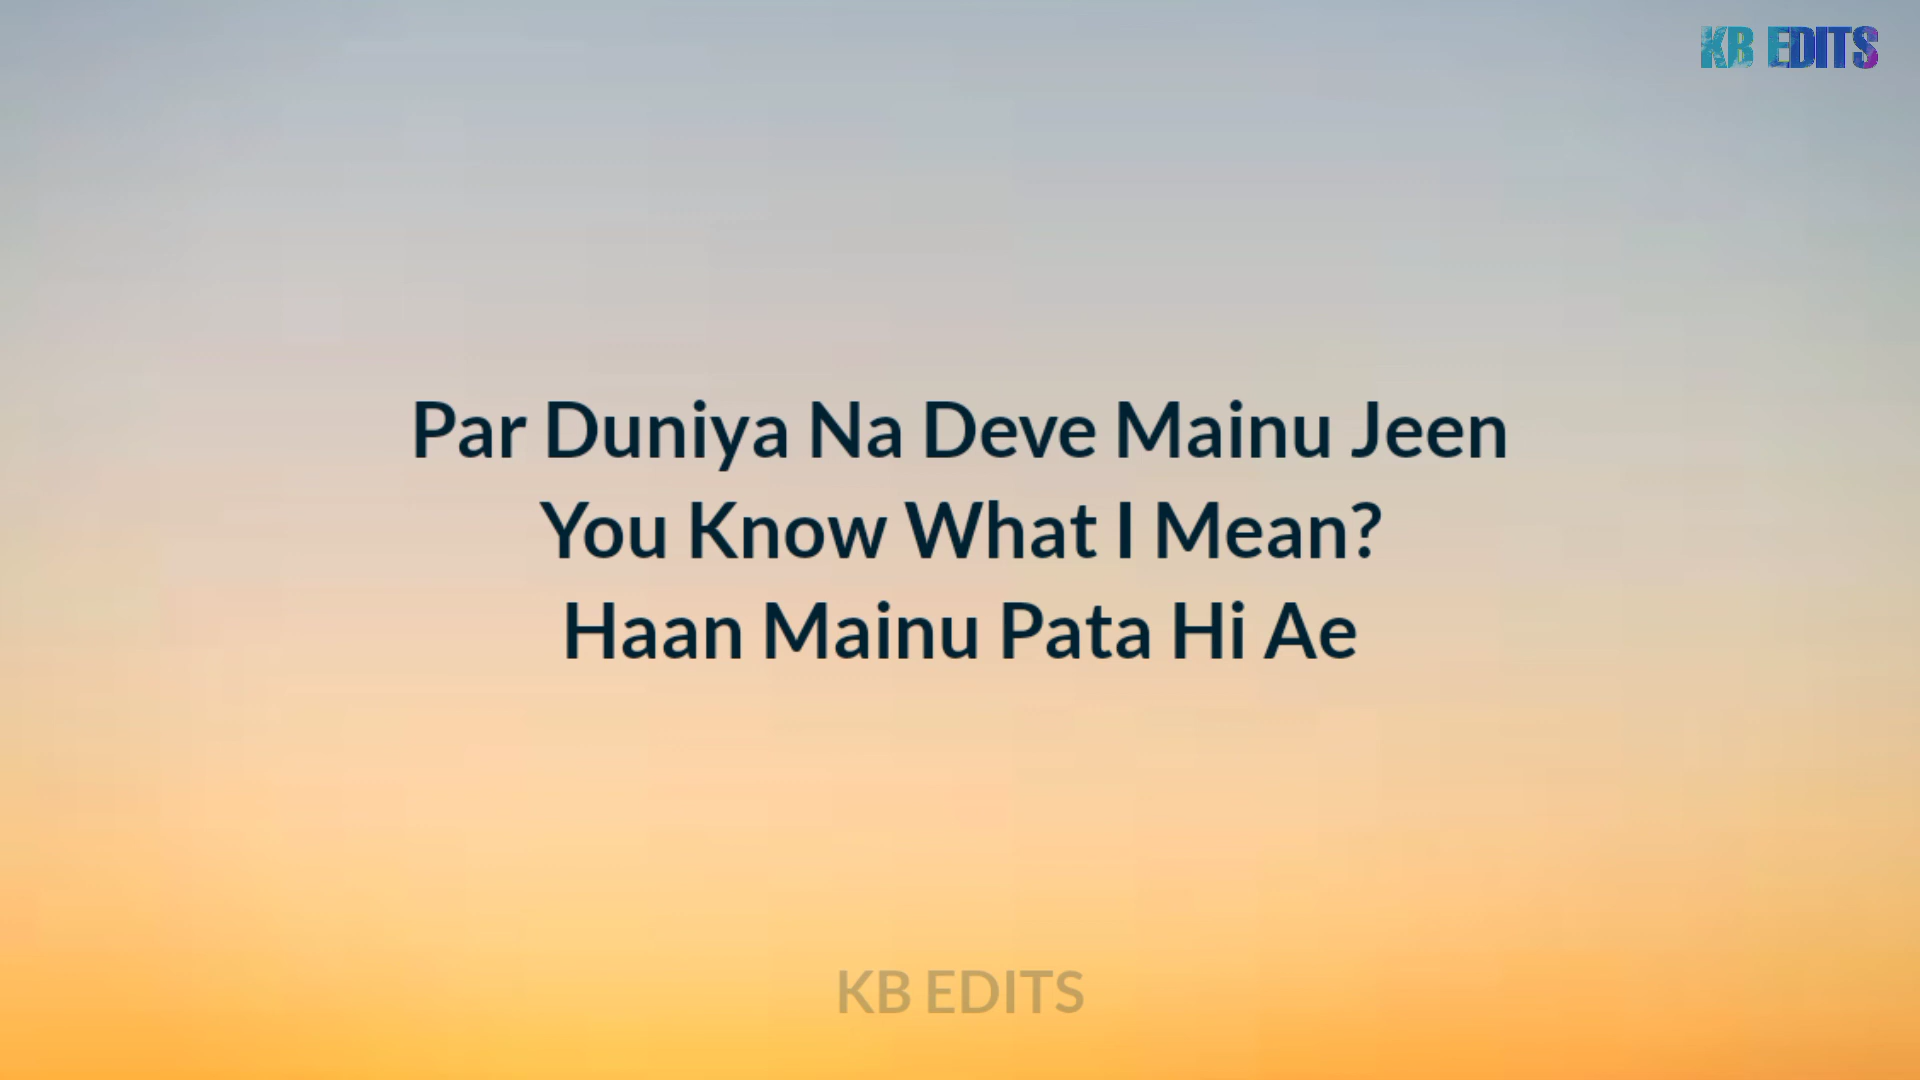 KB EDITS
Par Duniya Na Deve Mainu Jeen
You Know What I Mean?
Haan Mainu Pata Hi Ae
KB EDITS